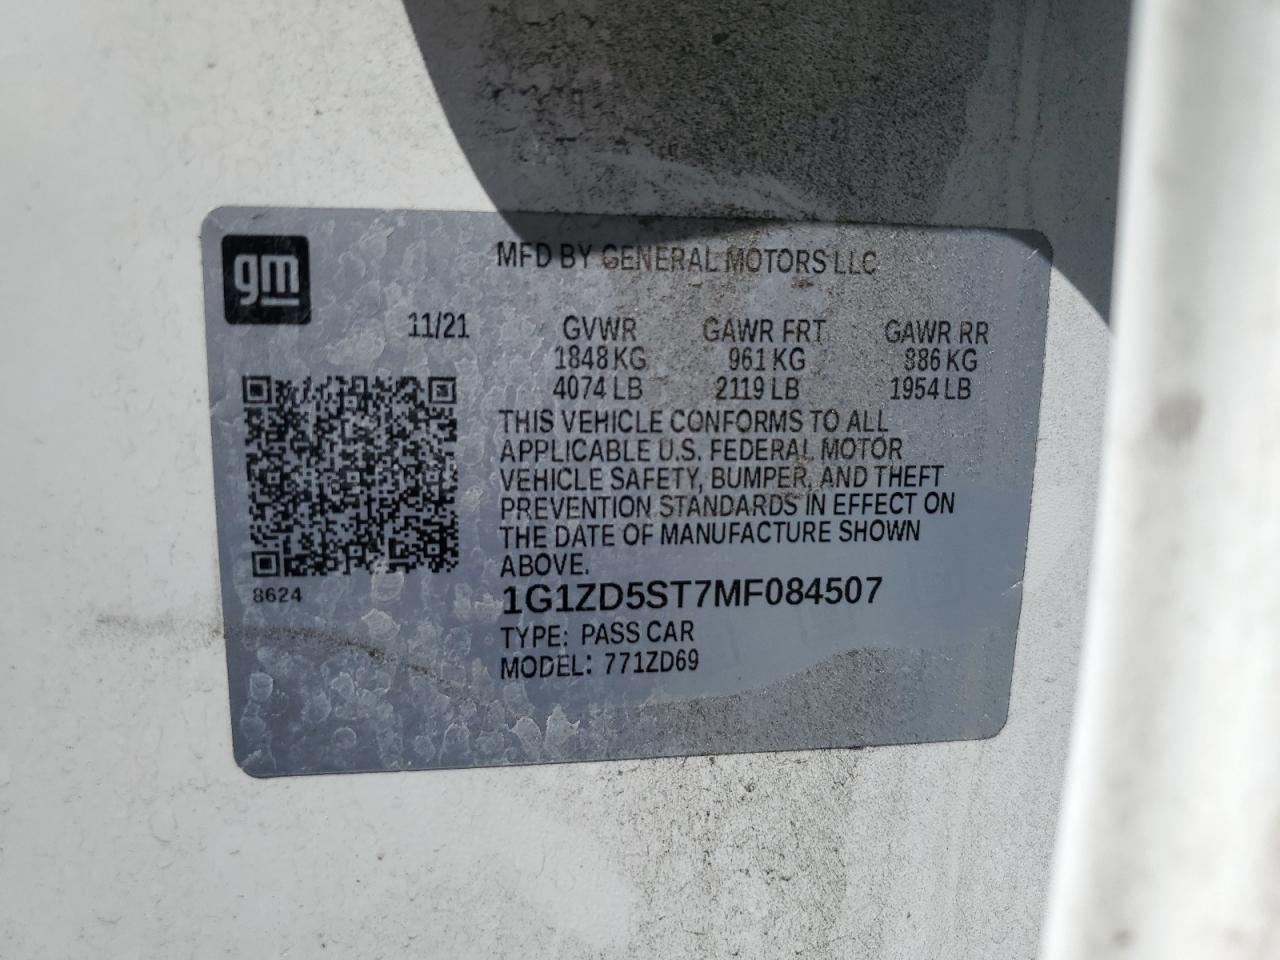 gm
MFD BY GENERAL MOTORS LLC
11/21 GVWR GAWR FRT GAWR RR
1848 KG 961 KG 886 KG
4074 LB 2119 LB 1954 LB
THIS VEHICLE CONFORMS TO ALL
APPLICABLE U.S. FEDERAL MOTOR
VEHICLE SAFETY, BUMPER, AND THEFT
PREVENTION STANDARDS IN EFFECT ON
THE DATE OF MANUFACTURE SHOWN
ABOVE.
8624
1G1ZD5ST7MF084507
TYPE: PASS CAR
MODEL: 771ZD69